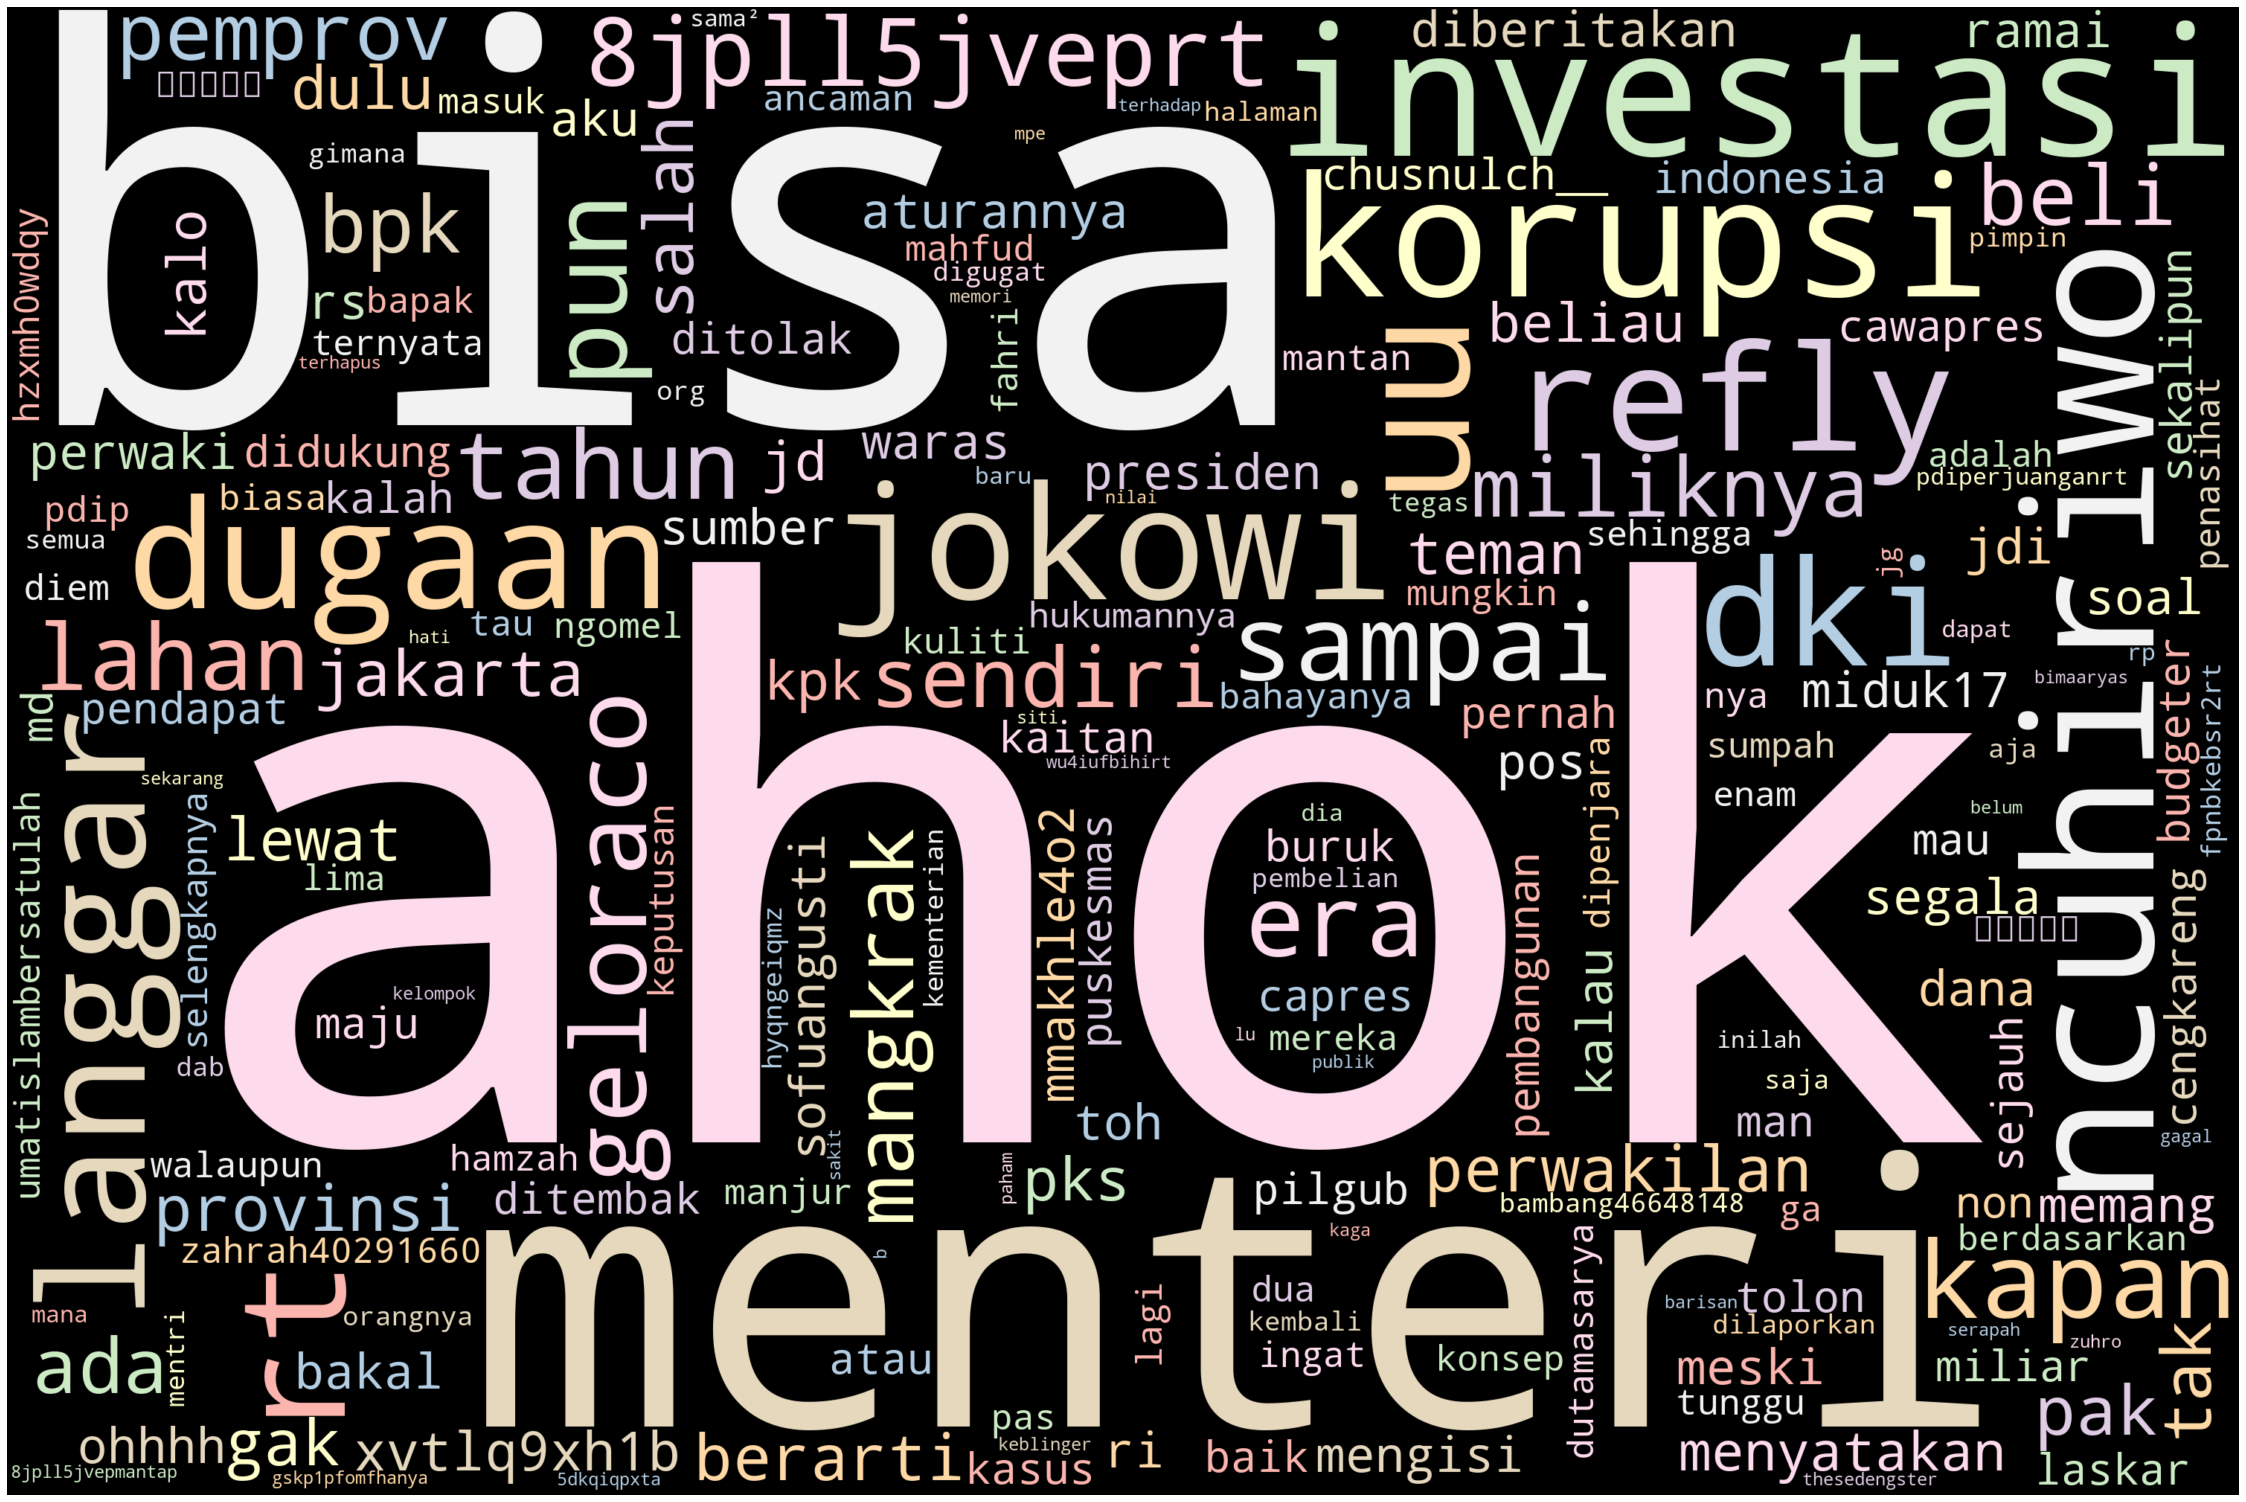 pemprov
sama²
8jpll5jveprt
diberitakan
ramai
investasi
dulu
masuk
aku
ancaman
terhadap
halaman
mpe
bisa
gimana
salah
chusnulch__
indonesia
beli
korupsi
pimpin
hzxmh0wdqy
kalo
bpk
pun
aturannya
mahfud
digugat
memori
rs
bapak
ternyata
terhapus
ditolak
org
fahri
mantan
beliau
cawapres
uu
refly
ncuhiriwo
sekalipun
penasihat
perwaki
didukung
tahun
jd
waras
baru
presiden
nilai
tegas
miliknya
adalah
pdiperjuanganrt
pdip
biasa
kalah
semua
diem
dugaan
sumber
jokowi
teman
sehingga
jdi
jg
dki
soal
mungkin
hukumannya
kuliti
tau
ngomel
hati
lahan
jakarta
kpk
sendiri
sampai
bahayanya
dapat
rp
bimaaryas
budgeter
fpnbkebsr2rt
md
pendapat
geloraco
siti
kaitan
wu4iufbihirt
pernah
nya
miduk17
pos
sumpah
aja
enam
belum
mau
langgar
sekarang
ahok
umatislambersatulah
selengkapnya
lewat
lima
keputusan
hyqngeiqmz
sofuangusti
mangkrak
kementerian
mmakhle4o2
puskesmas
dia
buruk
pembelian
era
capres
mereka
lu
publik
dipenjara
pembangunan
kalau
segala
dana
cengkareng
kelompok
maju
dab
inilah
saja
sejauh
man
toh
gagal
walaupun
hamzah
sakit
provinsi
ditembak
manjur
paham
pks
pilgub
perwakilan
bambang46648148
ga
non
memang
berdasarkan
zahrah40291660
b
menteri
kaga
dutamasarya
kapan
rt
mana
orangnya
mentri
lagi
dua
kembali
ingat
barisan
tolon
dilaporkan
serapah
zuhro
ada
bakal
atau
konsep
meski
miliar
tak
tunggu
pak
ohhhh
gak
xvtlq9xh1b
berarti
pas
keblinger
kasus
ri
baik
mengisi
menyatakan
laskar
8jpll5jvepmantap
gskp1pfomfhanya
5dkqiqpxta
thesedengster